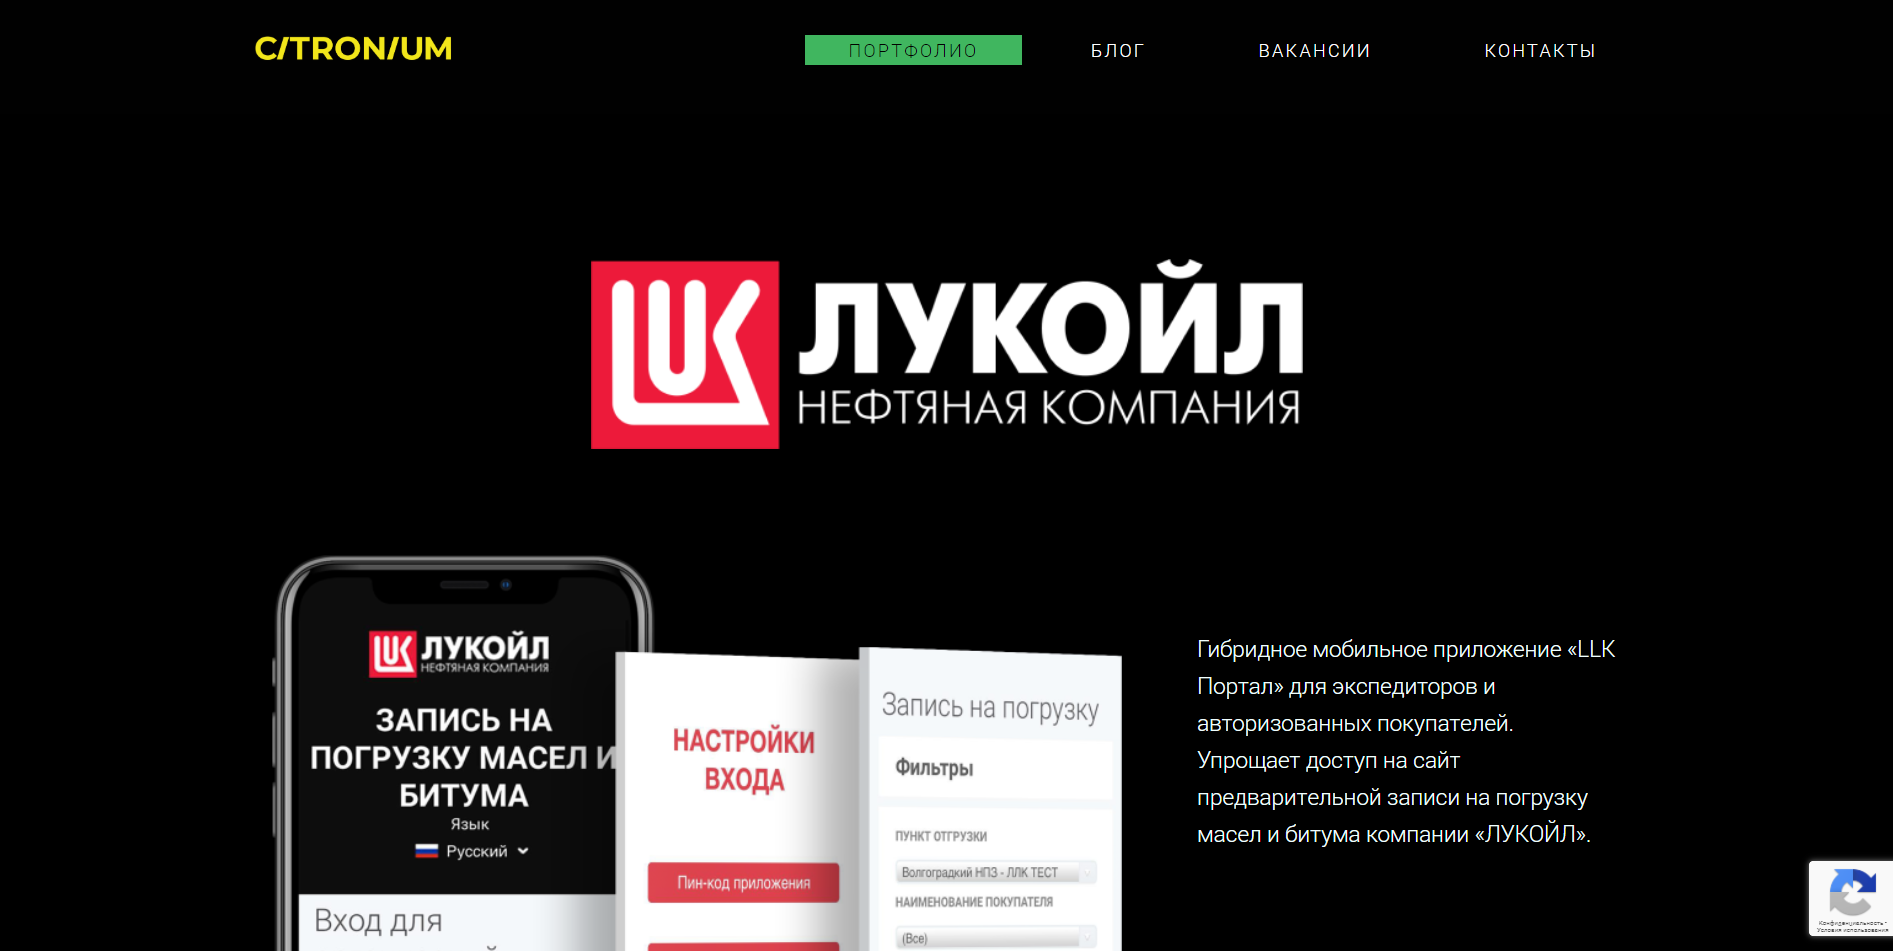 CITRONIUM
ПОРТФОЛИО
БЛОГ
ВАКАНСИИ
КОНТАКТЫ
ЛУКОЙЛ
НЕФТЯНАЯ КОМПАНИЯ
ЛУКОЙЛ
НЕФТЯНАЯ КОМПАНИЯ
ЗАПИСЬ НА
ПОГРУЗКУ МАСЕЛ И
БИТУМА
Язык
Русский
Вход для
НАСТРОЙКИ
ВХОДА
Пин-код приложения
Запись на погрузку
Фильтры
ПУНКТ ОТГРУЗКИ
Волгоградкий НПЗ - ЛЛК ТЕСТ
НАИМЕНОВАНИЕ ПОКУПАТЕЛЯ
(Все)
Гибридное мобильное приложение «LLK
Портал» для экспедиторов и
авторизованных покупателей.
Упрощает доступ на сайт
предварительной записи на погрузку
масел и битума компании «ЛУКОЙЛ».
Конфиденциальность -
Условия использования